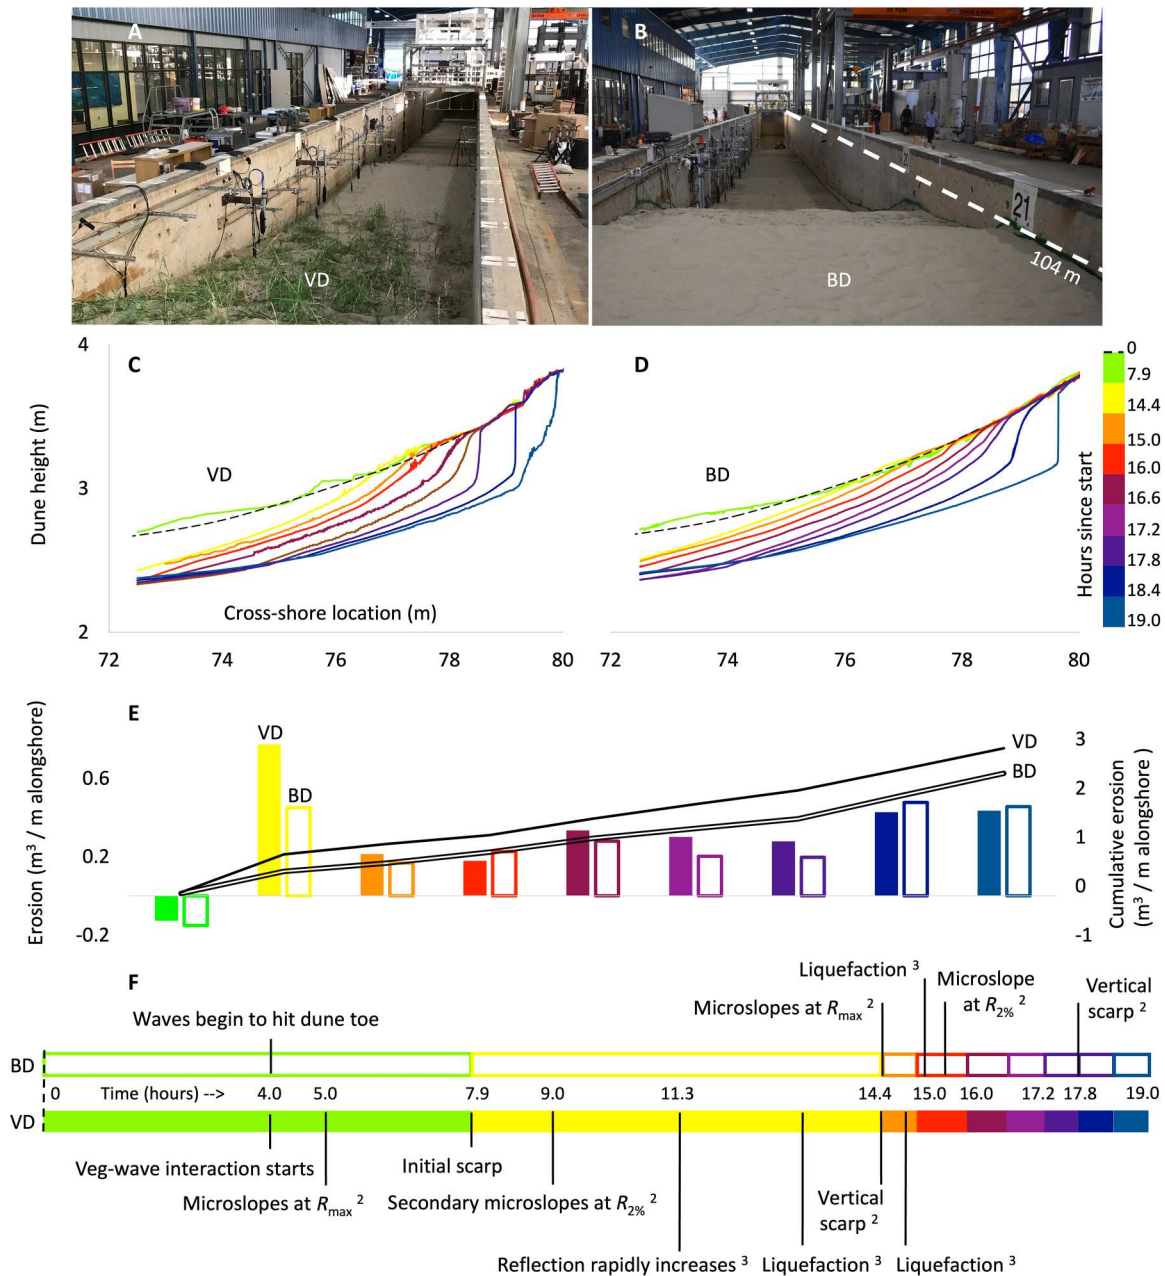 A
B
21
104 m
VD
BD
4
C
D
0
7.9
14.4
15.0
16.0
16.6
17.2
17.8
18.4
19.0
Hours since start
VD
BD
3
Dune height (m)
Cross-shore location (m)
2
72
74
76
78
80
72
74
76
78
80
E
Erosion (m³ / m alongshore)
0.6
0.2
-0.2
VD
BD
VD
BD
3
2
1
0
-1
Cumulative erosion
(m³ / m alongshore)
F
Liquefaction ³
Microslope
at R2% ²
Vertical
scarp ²
Microslopes at Rmax ²
Waves begin to hit dune toe
BD
0 Time (hours) --> 4.0 5.0 7.9 9.0 11.3 14.4 15.0 16.0 17.2 17.8 19.0
VD
Veg-wave interaction starts
Initial scarp
Microslopes at Rmax ²
Secondary microslopes at R2% ²
Vertical
scarp ²
Reflection rapidly increases ³
Liquefaction ³
Liquefaction ³